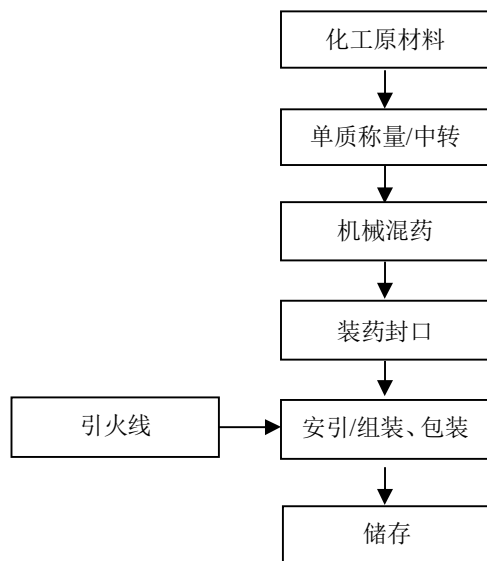 化工原材料
单质称量/中转
机械混药
装药封口
引火线
安引/组装、包装
储存